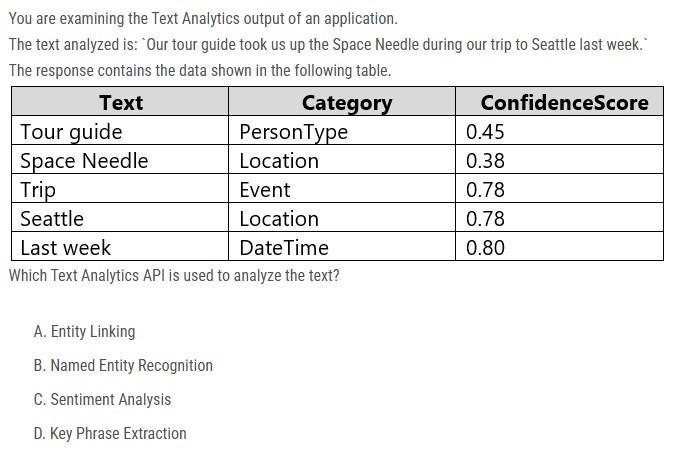 You are examining the Text Analytics output of an application.
The text analyzed is: `Our tour guide took us up the Space Needle during our trip to Seattle last week.`
The response contains the data shown in the following table.
Text Category ConfidenceScore
Tour guide PersonType 0.45
Space Needle Location 0.38
Trip Event 0.78
Seattle Location 0.78
Last week DateTime 0.80
Which Text Analytics API is used to analyze the text?
A. Entity Linking
B. Named Entity Recognition
C. Sentiment Analysis
D. Key Phrase Extraction